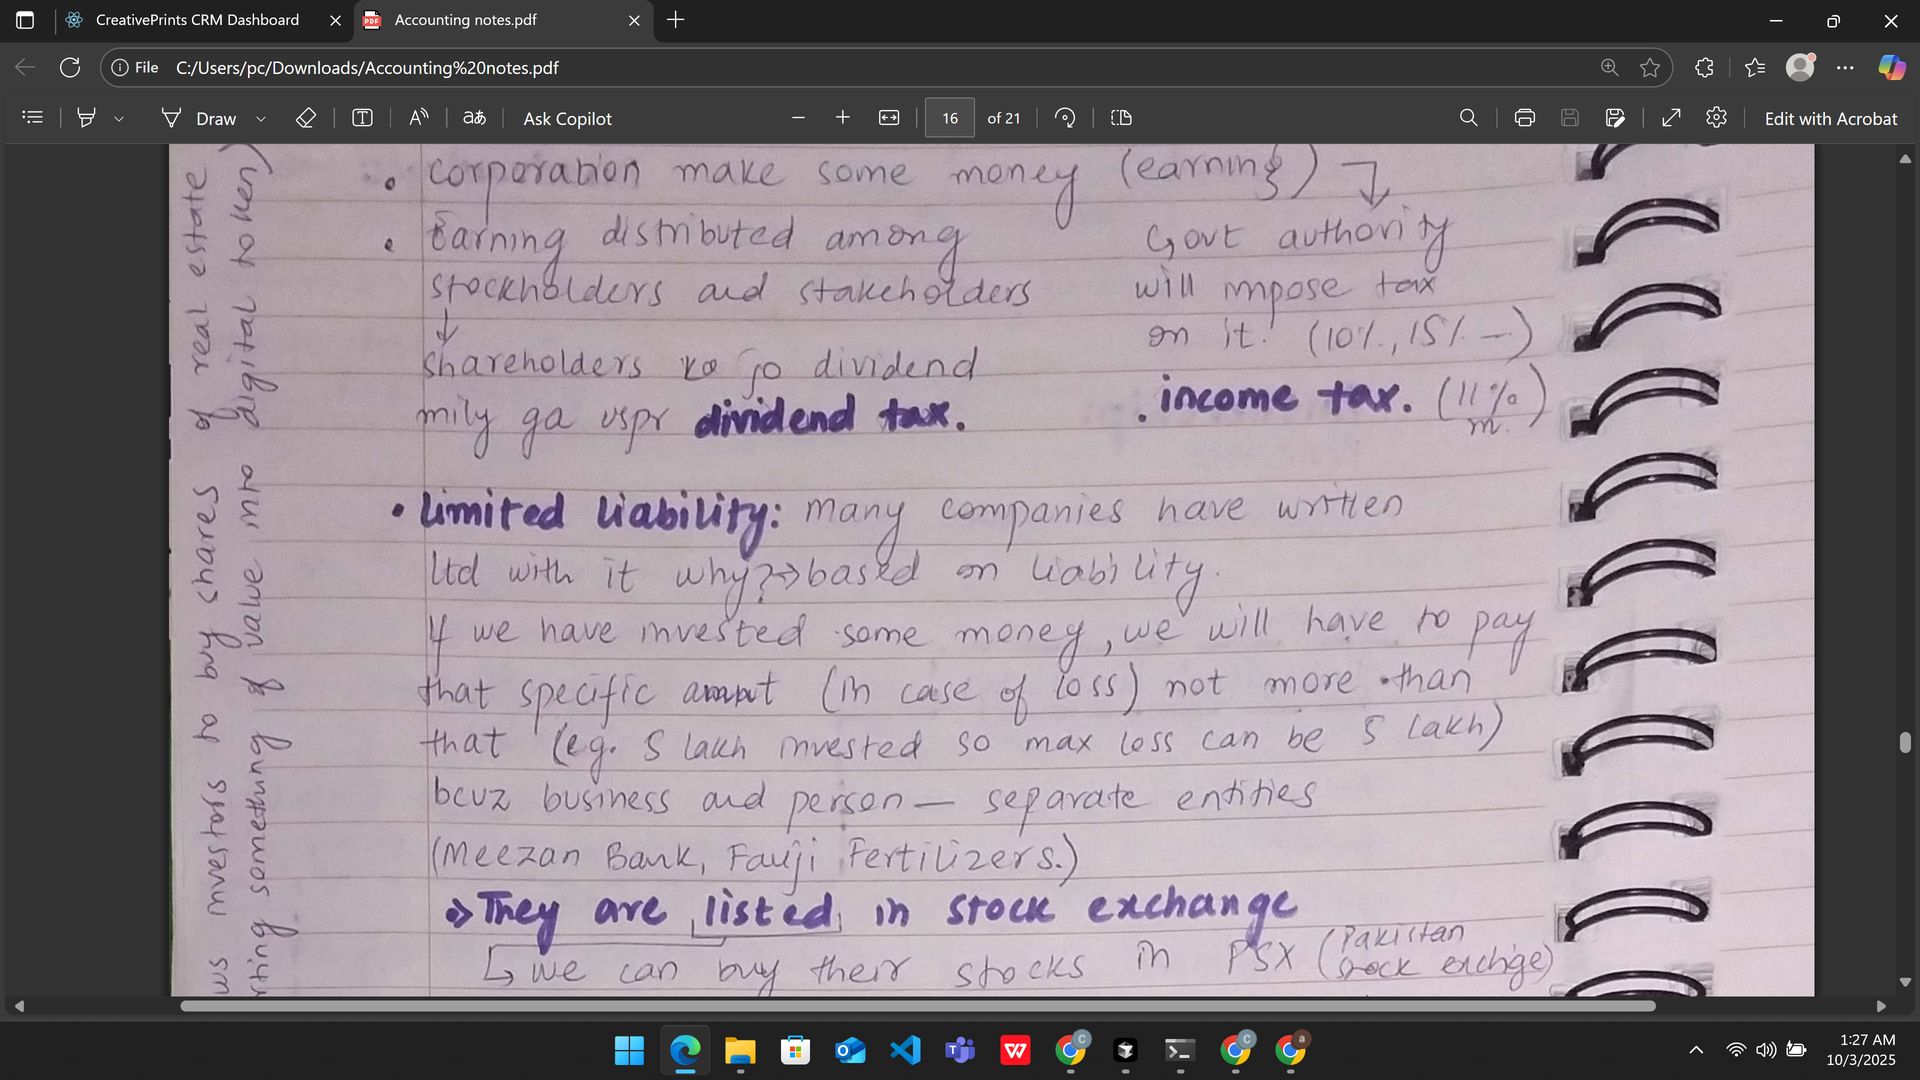 CreativePrints CRM Dashboard
Accounting notes.pdf
File C:/Users/pc/Downloads/Accounting%20notes.pdf
Draw
Ask Copilot
16 of 21
Edit with Acrobat
• corporation make some money (earning)
• Earning distributed among
stockholders and stakeholders
shareholders ko jo dividend
mily ga uspr dividend tax.
Govt authority
will impose tax
on it. (10%, 15% —)
• income tax. (11%)
m.
• limited liability: many companies have written
ltd with it why? → based on liability.
If we have invested some money, we will have to pay
that specific amnt (in case of loss) not more than
that (eg. 5 lakh invested so max loss can be 5 lakh)
bcuz business and person — separate entities
(Meezan Bank, Fauji Fertilizers.)
→ They are listed in stock exchange
↳ we can buy their stocks in PSX (Pakistan
stock exchge)
ws investors to buy shares of real estate
rting something of value into digital token)
1:27 AM
10/3/2025